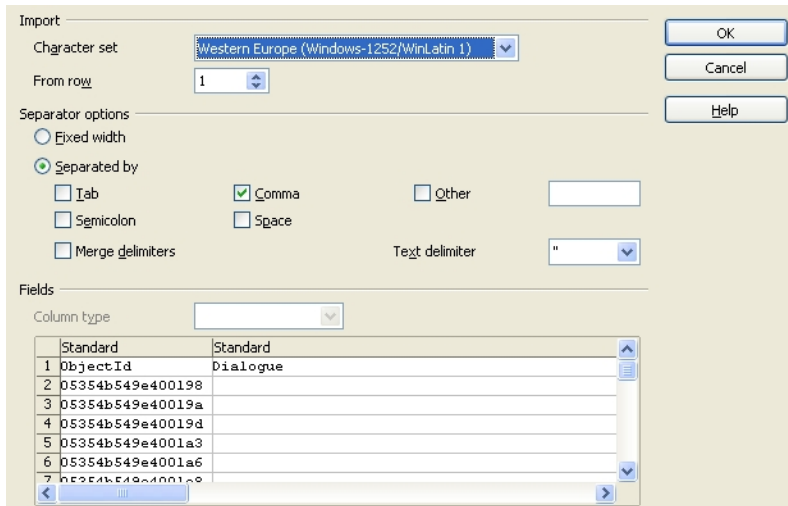 Import
Character set Western Europe (Windows-1252/WinLatin 1)
From row 1
OK
Cancel
Help
Separator options
Fixed width
Separated by
Tab Comma Other
Semicolon Space
Merge delimiters Text delimiter "
Fields
Column type
Standard Standard
1 ObjectId Dialogue
2 05354b549e400198
3 05354b549e40019a
4 05354b549e40019d
5 05354b549e4001a3
6 05354b549e4001a6
7 05354b549e4001a8